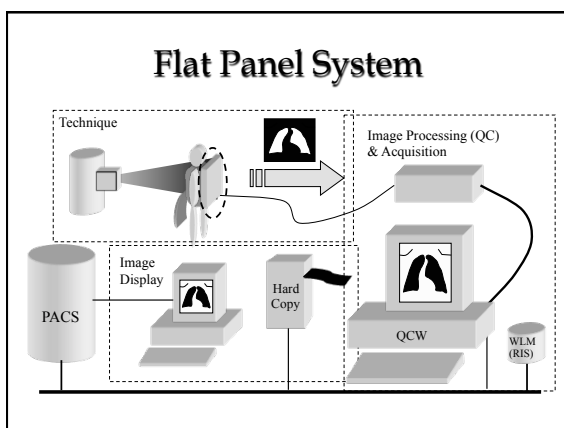 Flat Panel System
Technique
Image Processing (QC)
& Acquisition
Image
Display
Hard
Copy
PACS
QCW
WLM
(RIS)